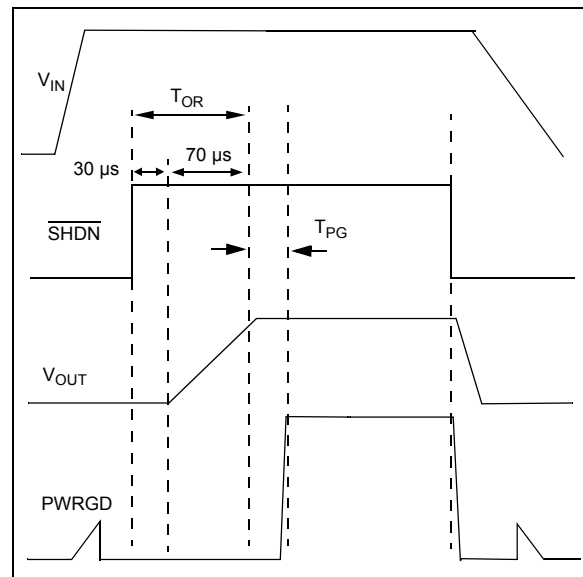 V_IN
T_OR
30 µs
70 µs
SHDN
T_PG
V_OUT
PWRGD